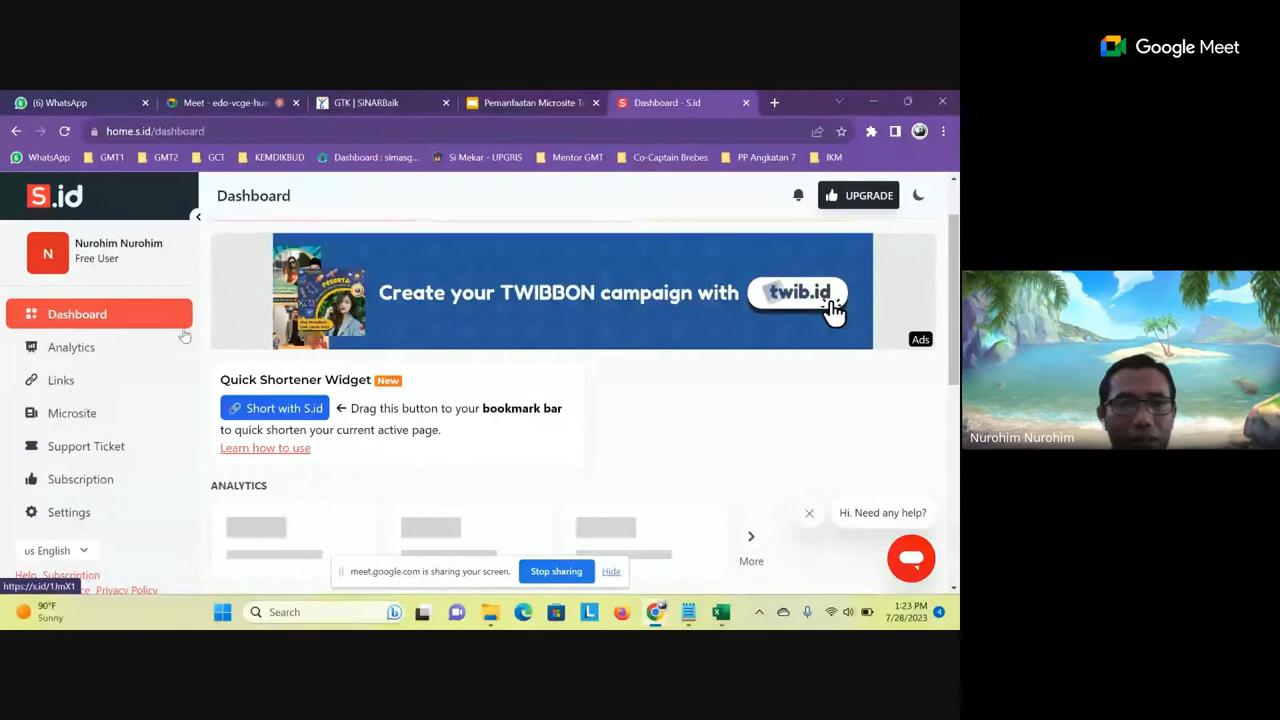 Google Meet
(6) WhatsApp
Meet - edo-vcge-hu
GTK | SiNARBaik
Pemanfaatan Microsite T
Dashboard - S.id
home.s.id/dashboard
WhatsApp
GMT1
GMT2
GCT
KEMDIKBUD
Dashboard : simasg...
Si Mekar - UPGRIS
Mentor GMT
Co-Captain Brebes
PP Angkatan 7
IKM
S.id
Dashboard
UPGRADE
N
Nurohim Nurohim
Free User
Create your TWIBBON campaign with
twib.id
Ads
Dashboard
Analytics
Links
Microsite
Support Ticket
Subscription
Settings
us English
Help Subscription
Privacy Policy
https://s.id/1JmX1
Quick Shortener Widget New
Short with S.id ← Drag this button to your bookmark bar
to quick shorten your current active page.
Learn how to use
ANALYTICS
More
Hi. Need any help?
meet.google.com is sharing your screen.
Stop sharing
Hide
Nurohim Nurohim
90°F
Sunny
Search
1:23 PM
7/28/2023
4